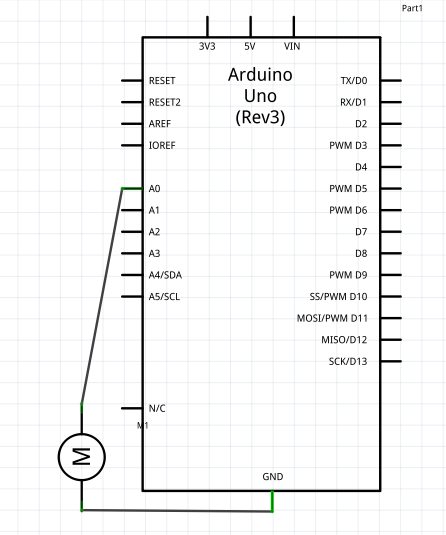 Part1
3V3 5V VIN
Arduino
Uno
(Rev3)
RESET TX/D0
RESET2 RX/D1
AREF D2
IOREF PWM D3
D4
A0 PWM D5
A1 PWM D6
A2 D7
A3 D8
A4/SDA PWM D9
A5/SCL SS/PWM D10
MOSI/PWM D11
MISO/D12
SCK/D13
N/C
M1
M
GND